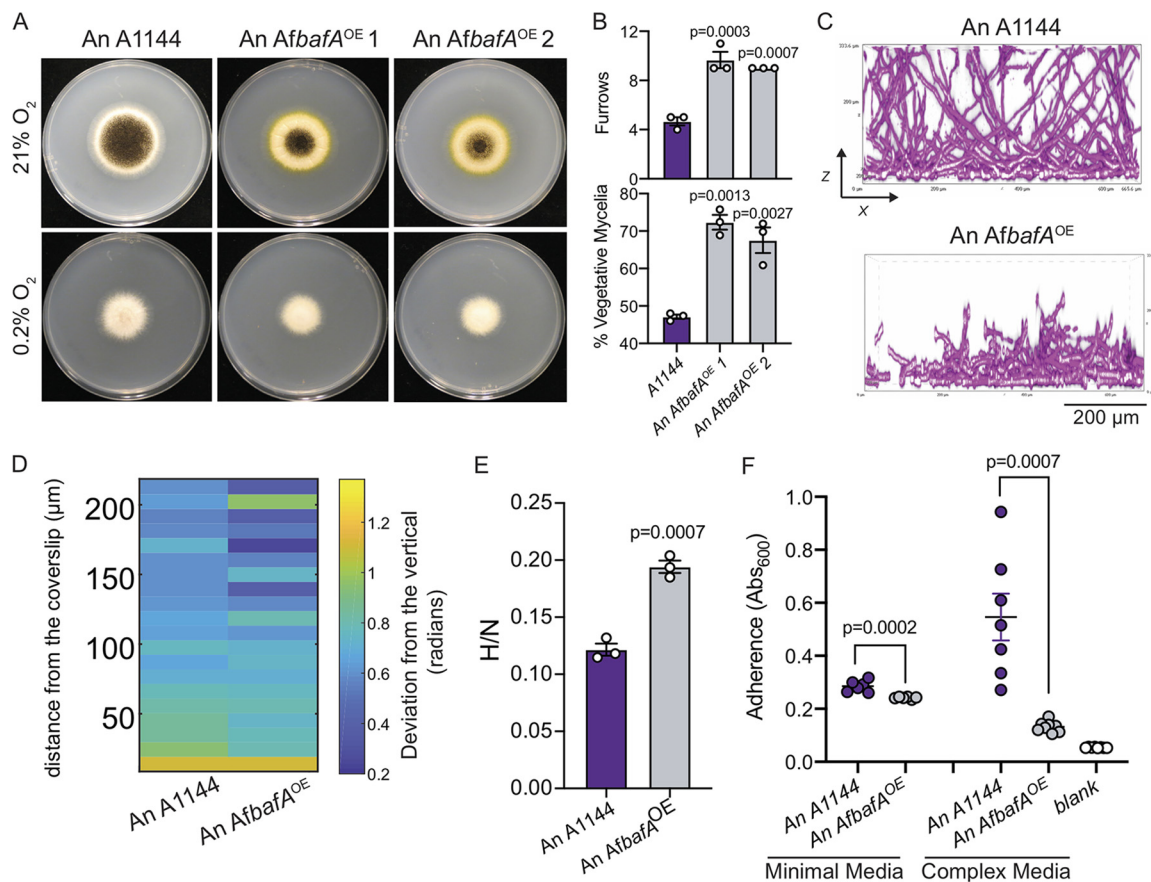 A
An A1144
An AfbafA^OE 1
An AfbafA^OE 2
21% O₂
0.2% O₂
B
p=0.0003
p=0.0007
12
8
4
0
Furrows
p=0.0013
p=0.0027
80
70
60
50
40
% Vegetative Mycelia
A1144
An AfbafA^OE 1
An AfbafA^OE 2
C
An A1144
Z
X
An AfbafA^OE
200 µm
D
distance from the coverslip (µm)
200
150
100
50
An A1144
An AfbafA^OE
1.2
1
0.8
0.6
0.4
0.2
Deviation from the vertical
(radians)
E
H/N
0.25
0.20
0.15
0.10
0.05
0.00
p=0.0007
An A1144
An AfbafA^OE
F
Adherence (Abs₆₀₀)
1.0
0.8
0.6
0.4
0.2
0.0
p=0.0002
p=0.0007
An A1144
An AfbafA^OE
An A1144
An AfbafA^OE
blank
Minimal Media
Complex Media